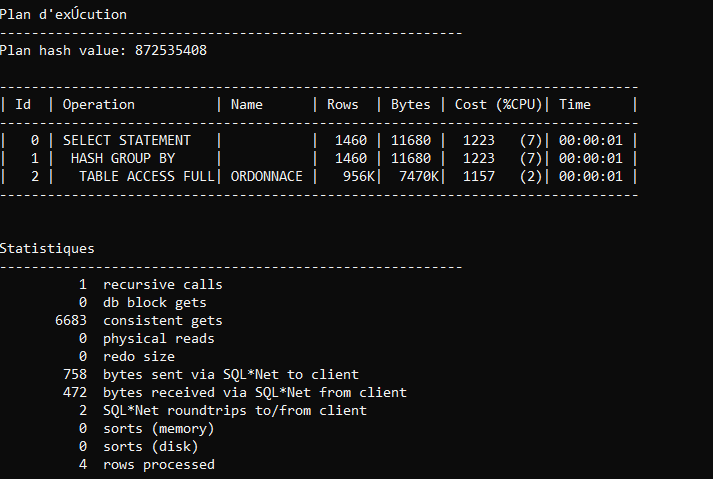 Plan d'exÚcution
----------------------------------------------------------
Plan hash value: 872535408
--------------------------------------------------------------------------------
| Id  | Operation          | Name      | Rows  | Bytes | Cost (%CPU)| Time     |
--------------------------------------------------------------------------------
|   0 | SELECT STATEMENT   |           |  1460 | 11680 |  1223   (7)| 00:00:01 |
|   1 |  HASH GROUP BY     |           |  1460 | 11680 |  1223   (7)| 00:00:01 |
|   2 |   TABLE ACCESS FULL| ORDONNACE |   956K|  7470K|  1157   (2)| 00:00:01 |
--------------------------------------------------------------------------------
Statistiques
----------------------------------------------------------
          1  recursive calls
          0  db block gets
       6683  consistent gets
          0  physical reads
          0  redo size
        758  bytes sent via SQL*Net to client
        472  bytes received via SQL*Net from client
          2  SQL*Net roundtrips to/from client
          0  sorts (memory)
          0  sorts (disk)
          4  rows processed